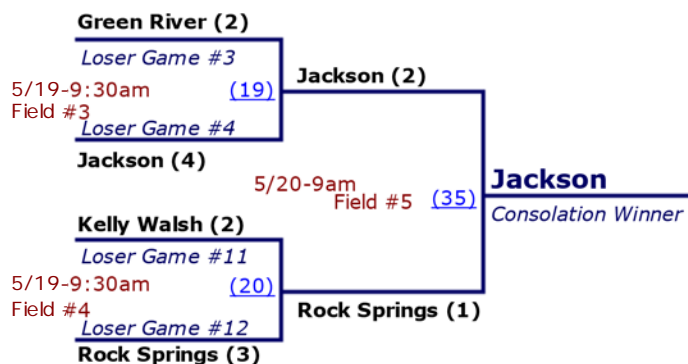 Green River (2)
Loser Game #3
5/19-9:30am
Field #3
(19)
Jackson (2)
Loser Game #4
Jackson (4)
5/20-9am
Field #5
(35)
Jackson
Consolation Winner
Kelly Walsh (2)
Loser Game #11
5/19-9:30am
Field #4
(20)
Rock Springs (1)
Loser Game #12
Rock Springs (3)